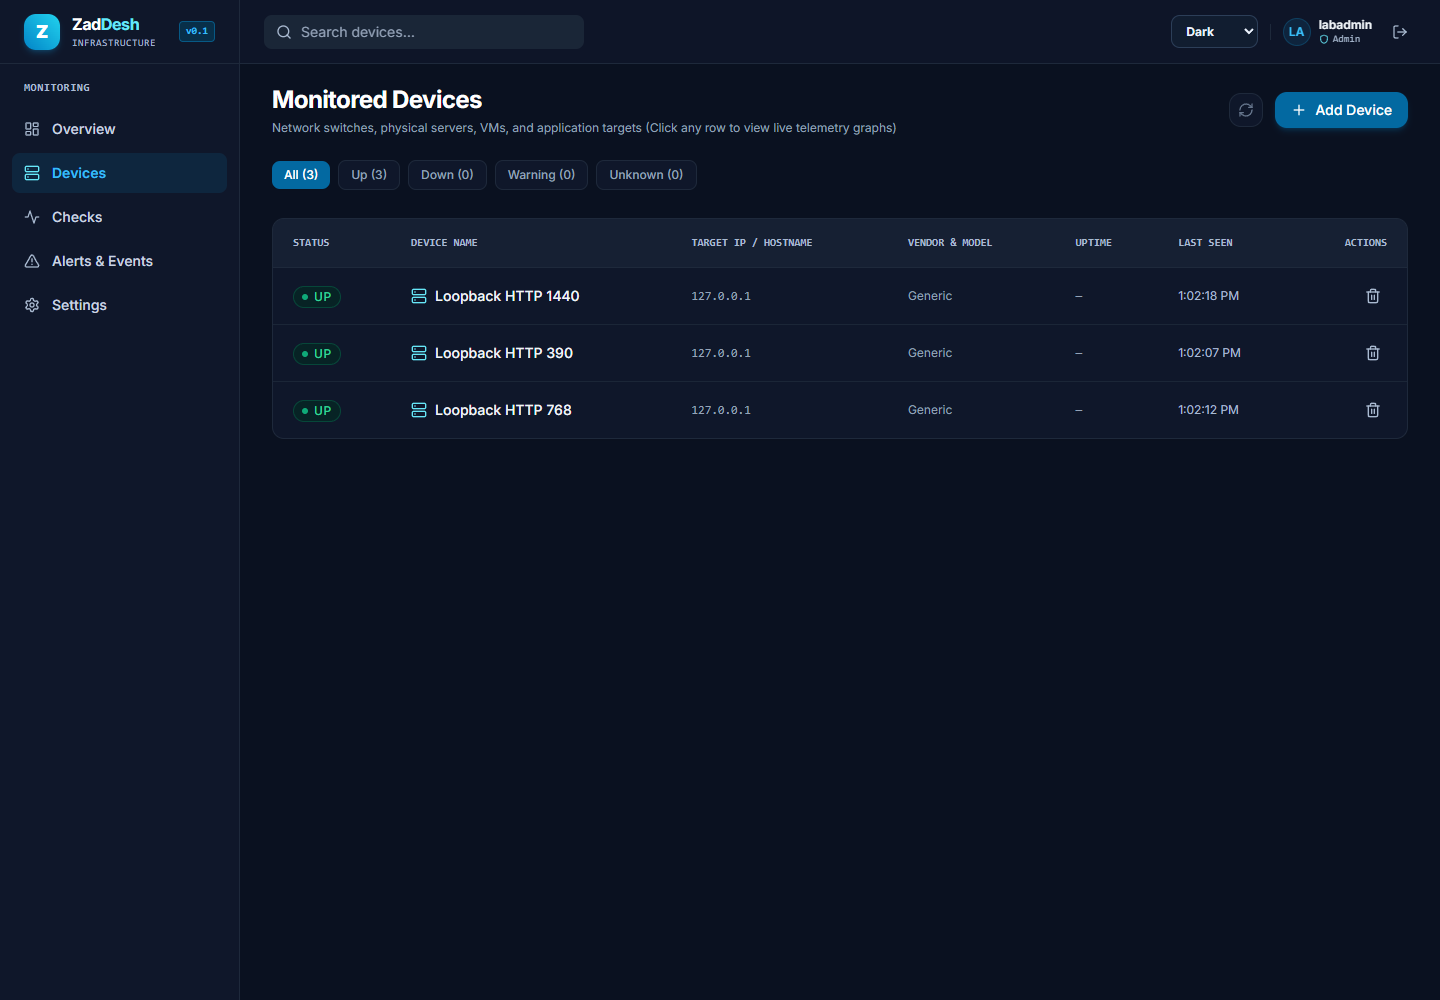 Z
ZadDesh
INFRASTRUCTURE
v0.1
Search devices...
Dark
LA
labadmin
Admin
MONITORING
Overview
Devices
Checks
Alerts & Events
Settings
Monitored Devices
Network switches, physical servers, VMs, and application targets (Click any row to view live telemetry graphs)
Add Device
All (3) Up (3) Down (0) Warning (0) Unknown (0)
STATUS DEVICE NAME TARGET IP / HOSTNAME VENDOR & MODEL UPTIME LAST SEEN ACTIONS
UP Loopback HTTP 1440 127.0.0.1 Generic — 1:02:18 PM
UP Loopback HTTP 390 127.0.0.1 Generic — 1:02:07 PM
UP Loopback HTTP 768 127.0.0.1 Generic — 1:02:12 PM